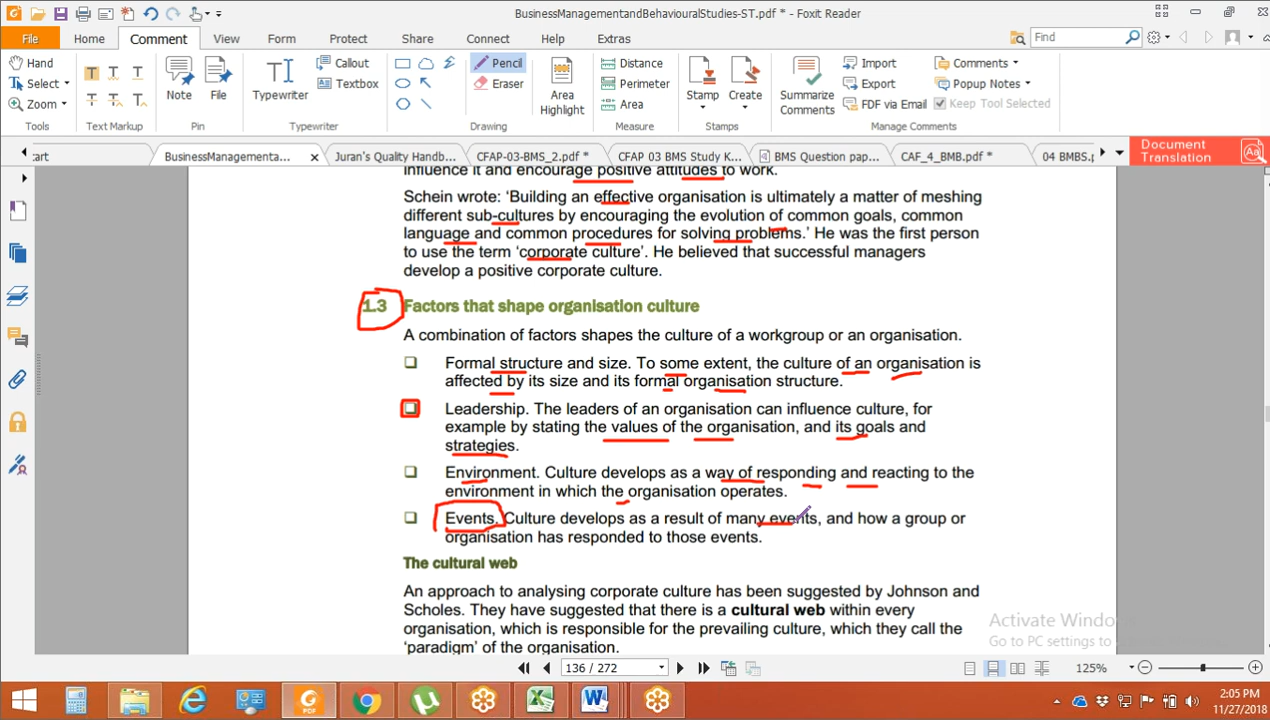 BusinessManagementandBehaviouralStudies-ST.pdf * - Foxit Reader
File Home Comment View Form Protect Share Connect Help Extras Find
Hand Select Zoom Tools
Text Markup
Note File Pin
Typewriter Callout Textbox Typewriter
Pencil Eraser Area Highlight Drawing
Distance Perimeter Area Measure
Stamp Create Stamps
Summarize Comments Import Export FDF via Email Comments Popup Notes Keep Tool Selected Manage Comments
tart BusinessManagementa... Juran's Quality Handb... CFAP-03-BMS_2.pdf * CFAP 03 BMS Study K... BMS Question pap... CAF_4_BMB.pdf * 04 BMBS. Document Translation
influence it and encourage positive attitudes to work.
Schein wrote: ‘Building an effective organisation is ultimately a matter of meshing
different sub-cultures by encouraging the evolution of common goals, common
language and common procedures for solving problems.’ He was the first person
to use the term ‘corporate culture’. He believed that successful managers
develop a positive corporate culture.
1.3 Factors that shape organisation culture
A combination of factors shapes the culture of a workgroup or an organisation.
Formal structure and size. To some extent, the culture of an organisation is
affected by its size and its formal organisation structure.
Leadership. The leaders of an organisation can influence culture, for
example by stating the values of the organisation, and its goals and
strategies.
Environment. Culture develops as a way of responding and reacting to the
environment in which the organisation operates.
Events. Culture develops as a result of many events, and how a group or
organisation has responded to those events.
The cultural web
An approach to analysing corporate culture has been suggested by Johnson and
Scholes. They have suggested that there is a cultural web within every
organisation, which is responsible for the prevailing culture, which they call the
‘paradigm’ of the organisation.
Activate Windo
Go to PC settings to
136 / 272 125%
2:05 PM
11/27/2018